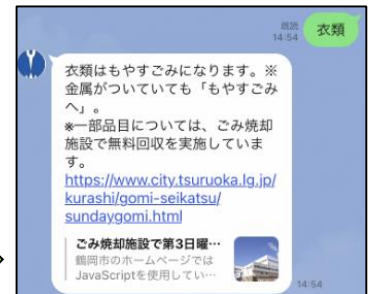 既読
14:54
衣類
衣類はもやすごみになります。※
金属がついていても「もやすごみ
へ」。
※一部品目については、ごみ焼却
施設で無料回収を実施していま
す。
https://www.city.tsuruoka.lg.jp/
kurashi/gomi-seikatsu/
sundaygomi.html
ごみ焼却施設で第3日曜…
鶴岡市のホームページでは
JavaScriptを使用してい…
14:54